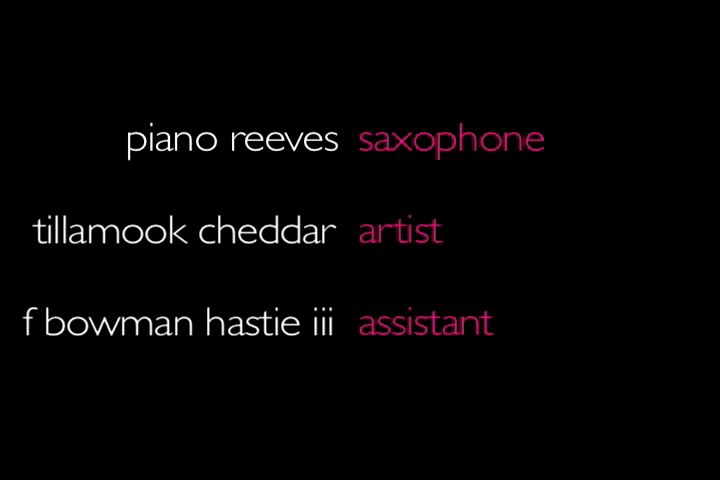 piano reeves saxophone
tillamook cheddar artist
f bowman hastie iii assistant